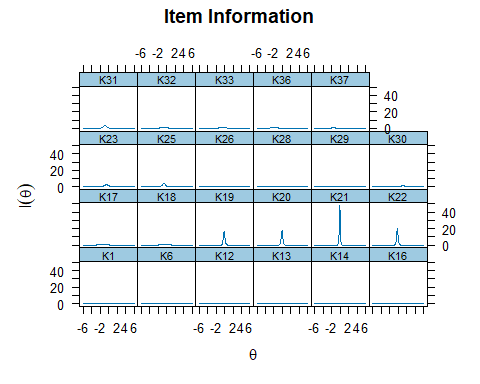 Item Information
-6 -2 2 4 6 -6 -2 2 4 6
K31 K32 K33 K36 K37
40
20
0
K23 K25 K26 K28 K29 K30
40
20
0
K17 K18 K19 K20 K21 K22
40
20
0
K1 K6 K12 K13 K14 K16
40
20
0
I(θ)
-6 -2 2 4 6 -6 -2 2 4 6 -6 -2 2 4 6
θ